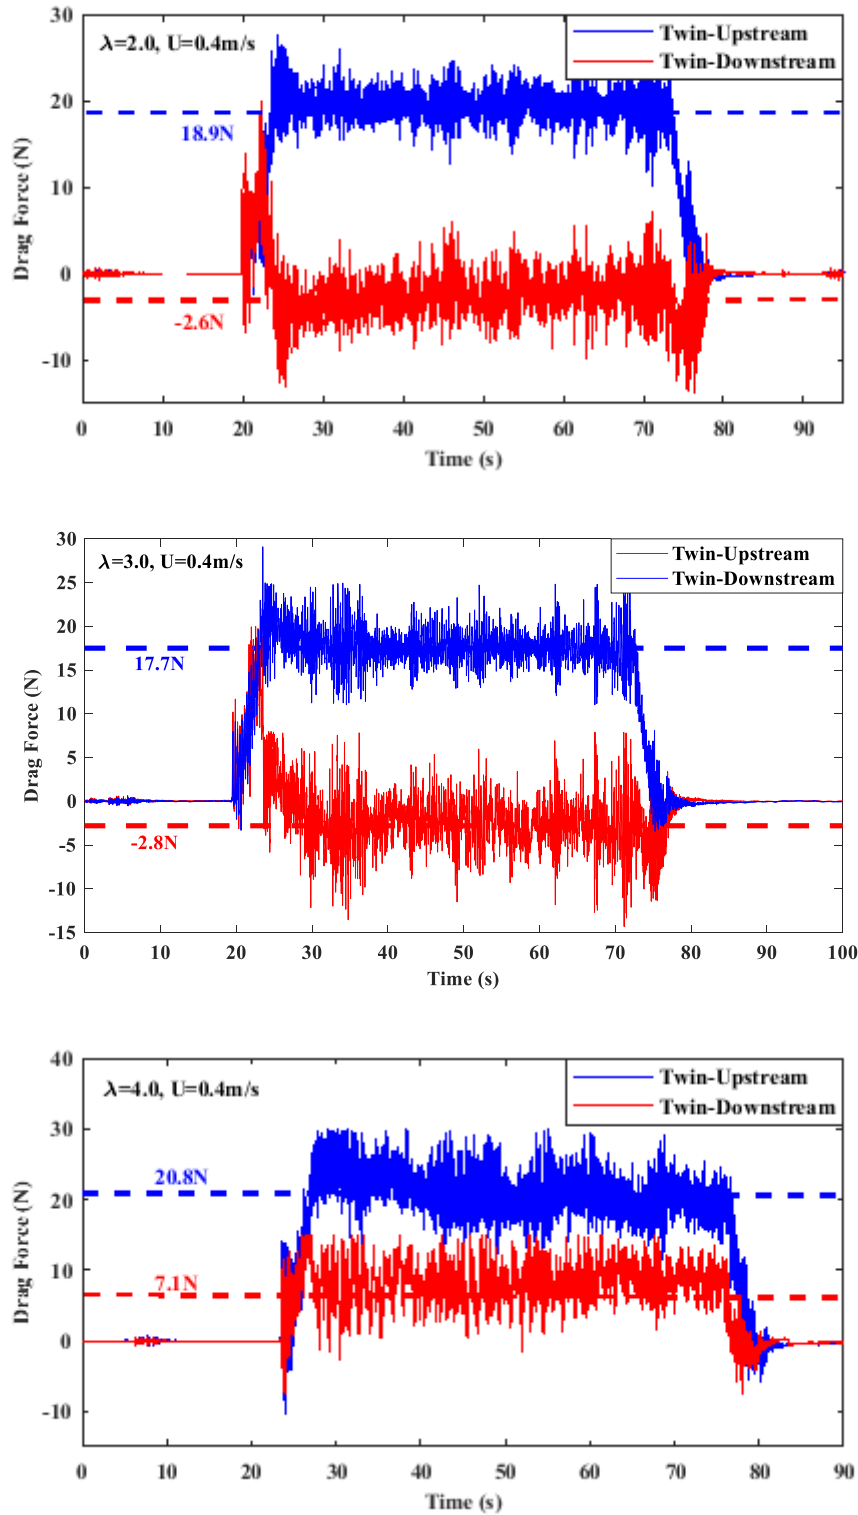 λ=2.0, U=0.4m/s
Twin-Upstream
Twin-Downstream
30
20
10
0
-10
18.9N
-2.6N
Drag Force (N)
0 10 20 30 40 50 60 70 80 90
Time (s)
λ=3.0, U=0.4m/s
Twin-Upstream
Twin-Downstream
30
25
20
15
10
5
0
-5
-10
-15
17.7N
-2.8N
Drag Force (N)
0 10 20 30 40 50 60 70 80 90 100
Time (s)
λ=4.0, U=0.4m/s
Twin-Upstream
Twin-Downstream
40
30
20
10
0
-10
20.8N
7.1N
Drag Force (N)
0 10 20 30 40 50 60 70 80 90
Time (s)